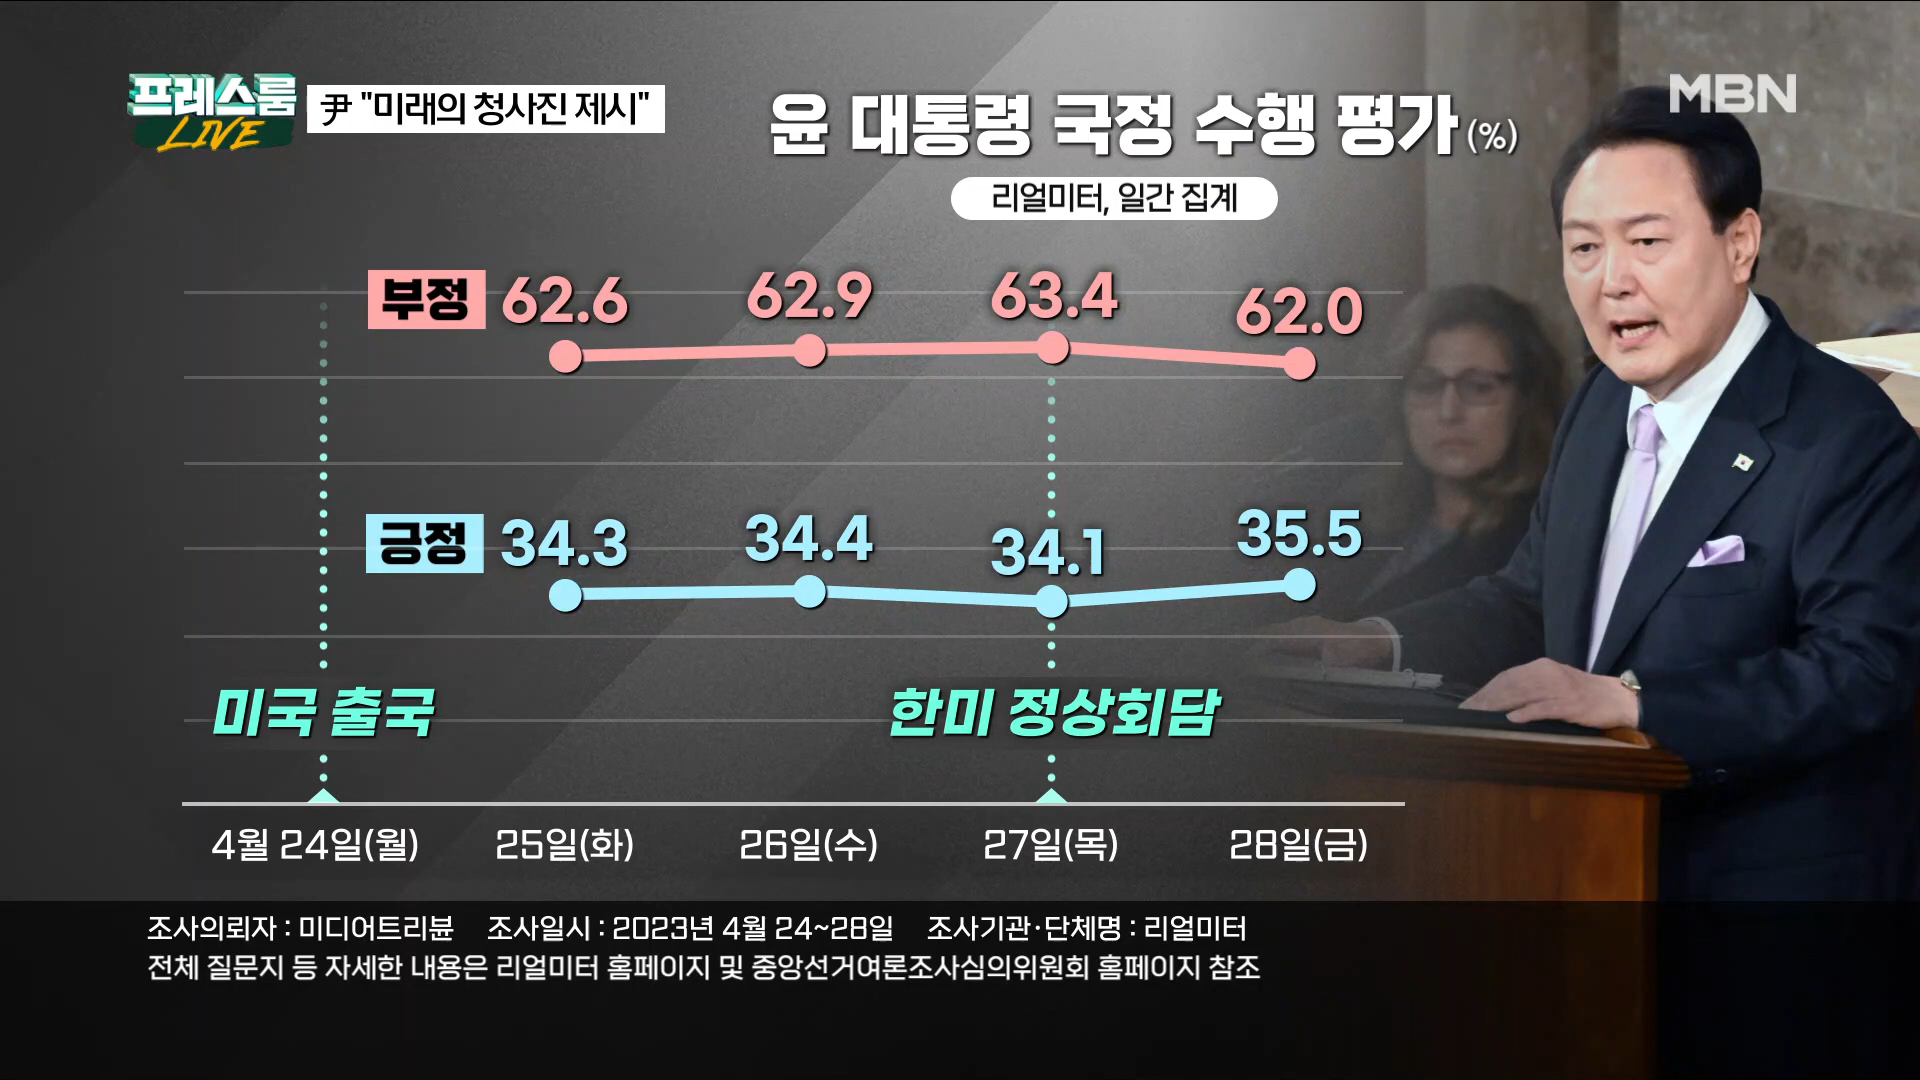 프레스룸
LIVE
尹 "미래의 청사진 제시"
윤 대통령 국정 수행 평가(%)
MBN
리얼미터, 일간 집계
부정 62.6 62.9 63.4 62.0
긍정 34.3 34.4 34.1 35.5
미국 출국 한미 정상회담
4월 24일(월) 25일(화) 26일(수) 27일(목) 28일(금)
조사의뢰자 : 미디어트리뷴 조사일시 : 2023년 4월 24~28일 조사기관·단체명 : 리얼미터
전체 질문지 등 자세한 내용은 리얼미터 홈페이지 및 중앙선거여론조사심의위원회 홈페이지 참조